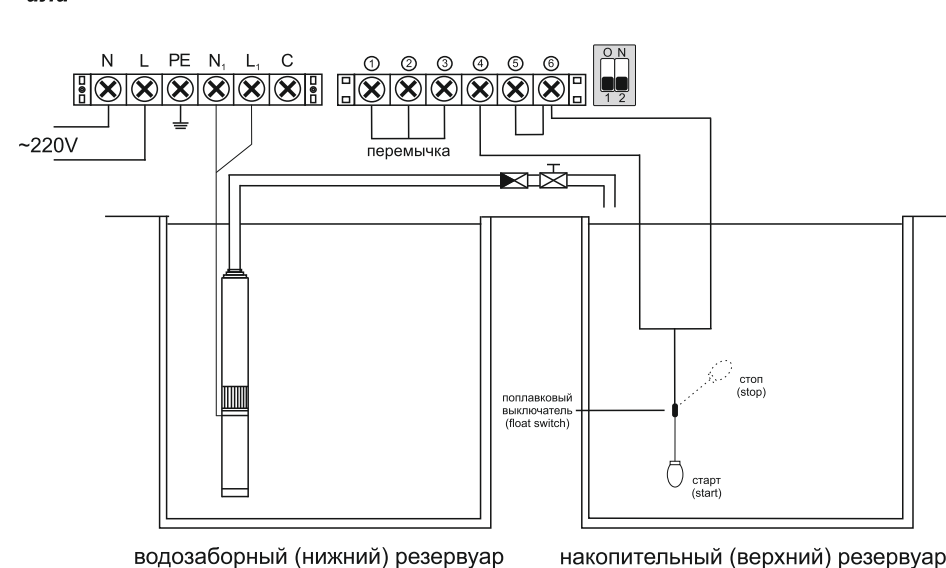 N L PE N₁ L₁ C
1 2 3 4 5 6
ON
1 2
~220V
перемычка
стоп
(stop)
поплавковый
выключатель
(float switch)
старт
(start)
водозаборный (нижний) резервуар
накопительный (верхний) резервуар